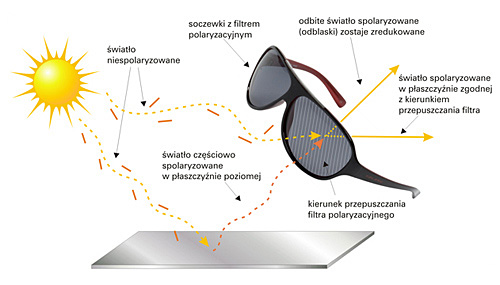 soczewki z filtrem
polaryzacyjnym
odbite światło spolaryzowane
(odblaski) zostaje zredukowane
światło
niespolaryzowane
światło spolaryzowane
w płaszczyźnie zgodnej
z kierunkiem
przepuszczania filtra
światło częściowo
spolaryzowane
w płaszczyźnie poziomej
kierunek przepuszczania
filtra polaryzacyjnego